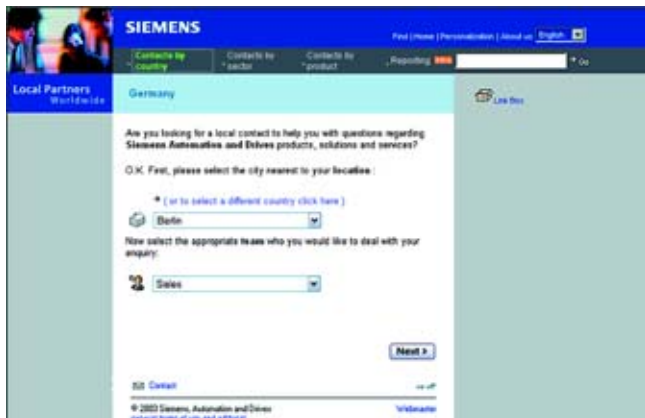 SIEMENS
Find | Home | Personalization | About us English
Contacts by country
Contacts by sector
Contacts by product
Reporting
Go
Local Partners
Worldwide
Germany
Link Box
Are you looking for a local contact to help you with questions regarding
Siemens Automation and Drives products, solutions and services?
O.K. First, please select the city nearest to your location :
( or to select a different country click here )
Berlin
Now select the appropriate team who you would like to deal with your
enquiry:
Sales
Next >
Contact
© 2003 Siemens, Automation and Drives
Webmaster